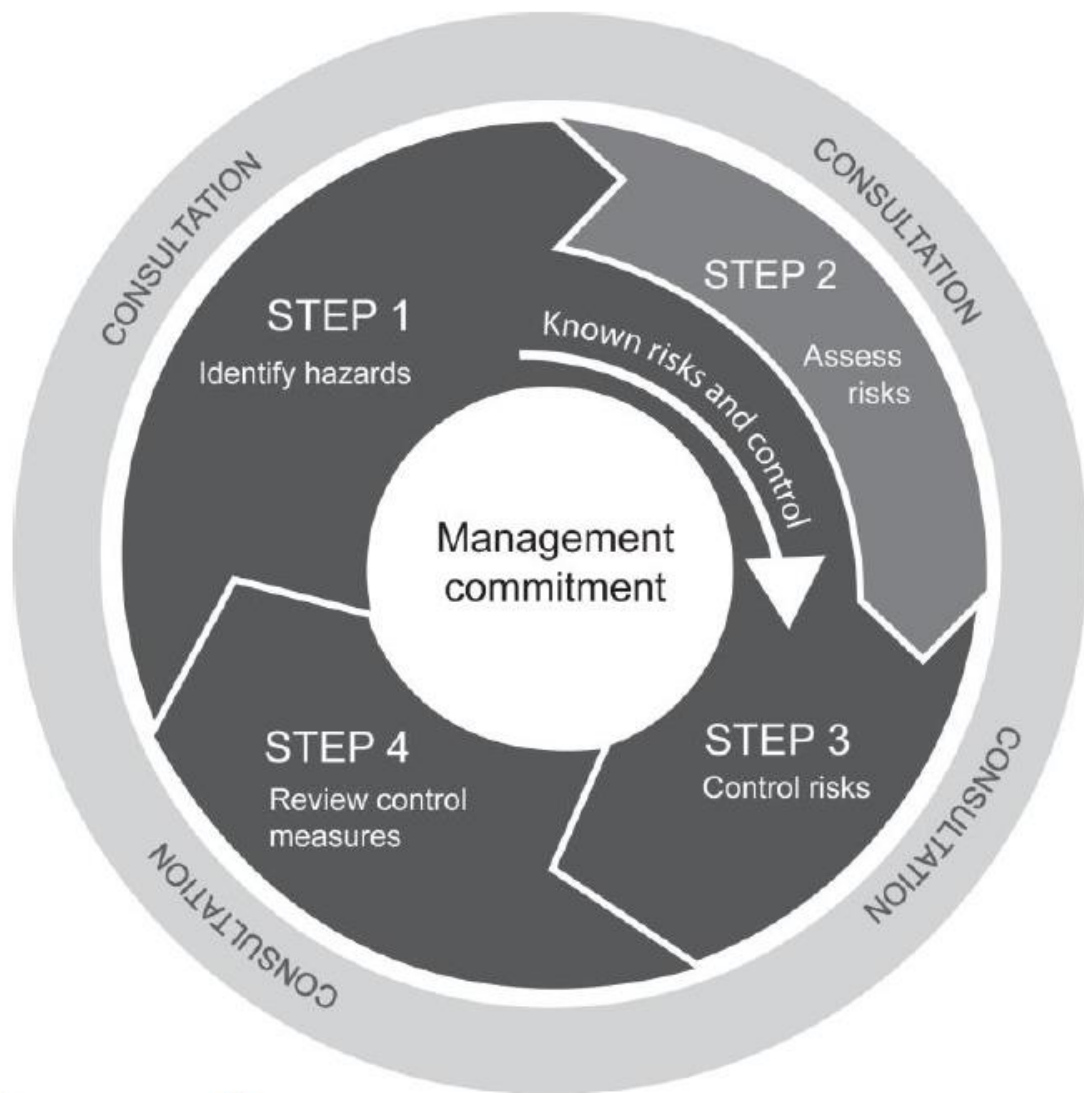 CONSULTATION
CONSULTATION
STEP 1
Identify hazards
STEP 2
Assess
risks
Known risks and control
Management
commitment
STEP 3
Control risks
STEP 4
Review control
measures
CONSULTATION
CONSULTATION